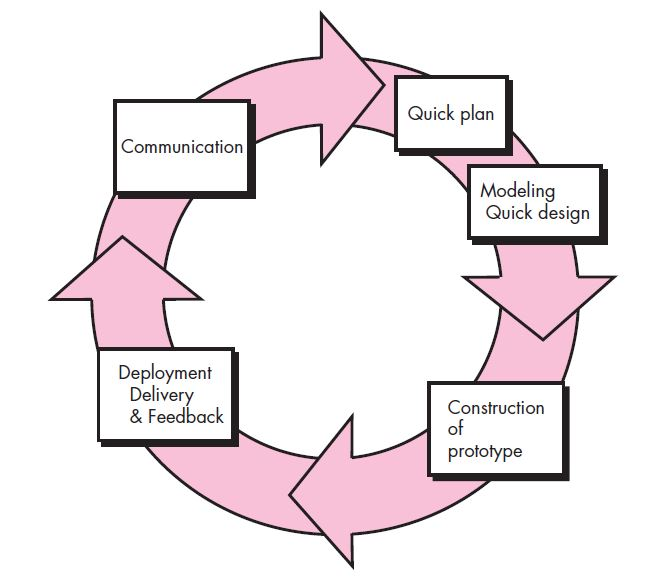 Communication
Quick plan
Modeling
Quick design
Construction
of
prototype
Deployment
Delivery
& Feedback